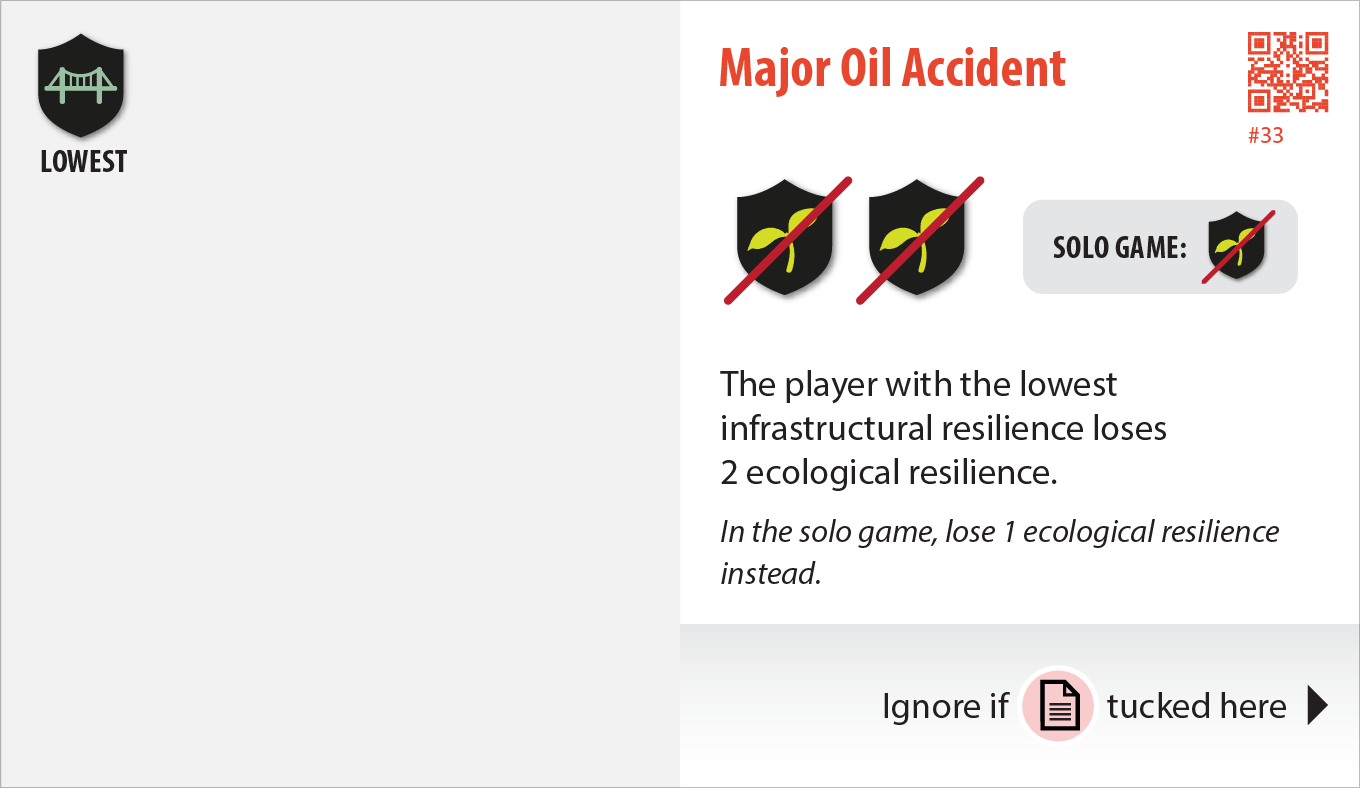 LOWEST
Major Oil Accident
#33
SOLO GAME:
The player with the lowest
infrastructural resilience loses
2 ecological resilience.
In the solo game, lose 1 ecological resilience
instead.
Ignore if tucked here